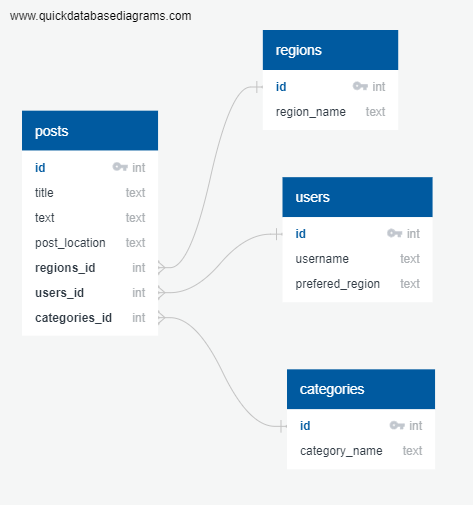 www.quickdatabasediagrams.com
regions
id int
region_name text
posts
id int
title text
text text
post_location text
regions_id int
users_id int
categories_id int
users
id int
username text
prefered_region text
categories
id int
category_name text